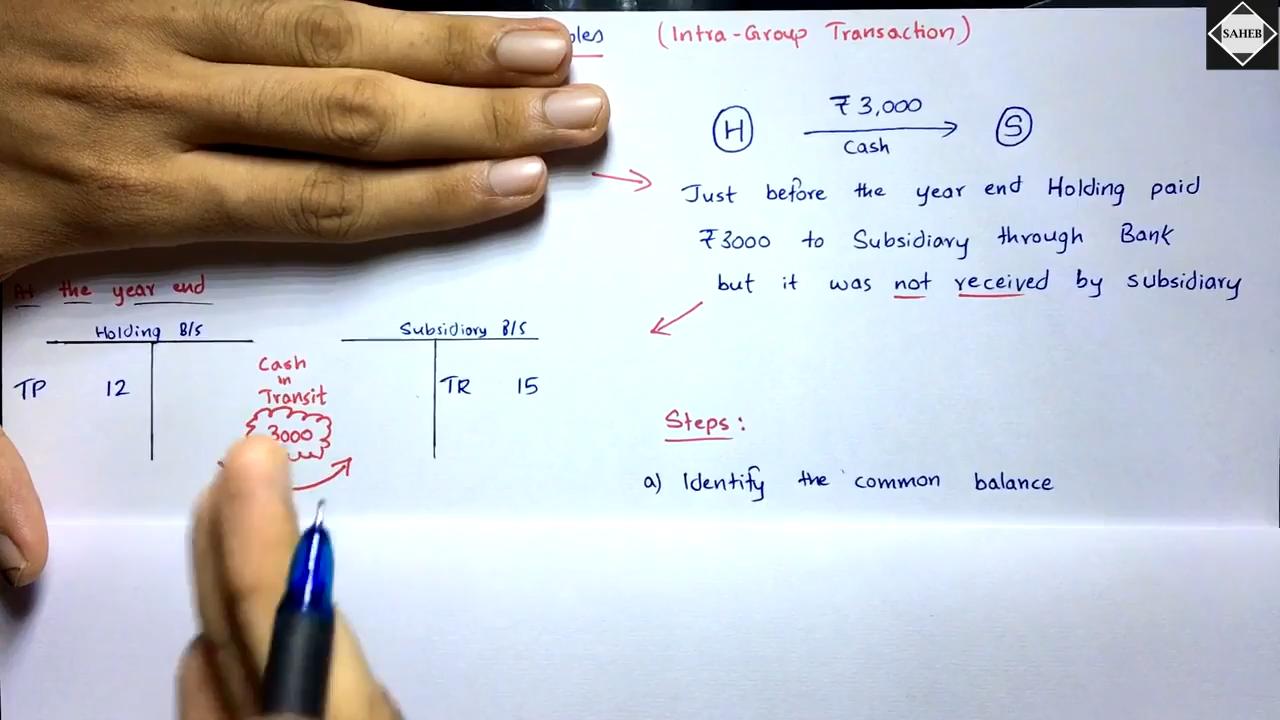 (Intra-Group Transaction)
SAHEB
H ₹3,000 S
Cash
Just before the year end Holding paid
₹3000 to Subsidiary through Bank
but it was not received by subsidiary
At the year end
Holding B/S
Subsidiary B/S
TP 12
Cash
in
Transit
3000
TR 15
Steps:
a) Identify the common balance